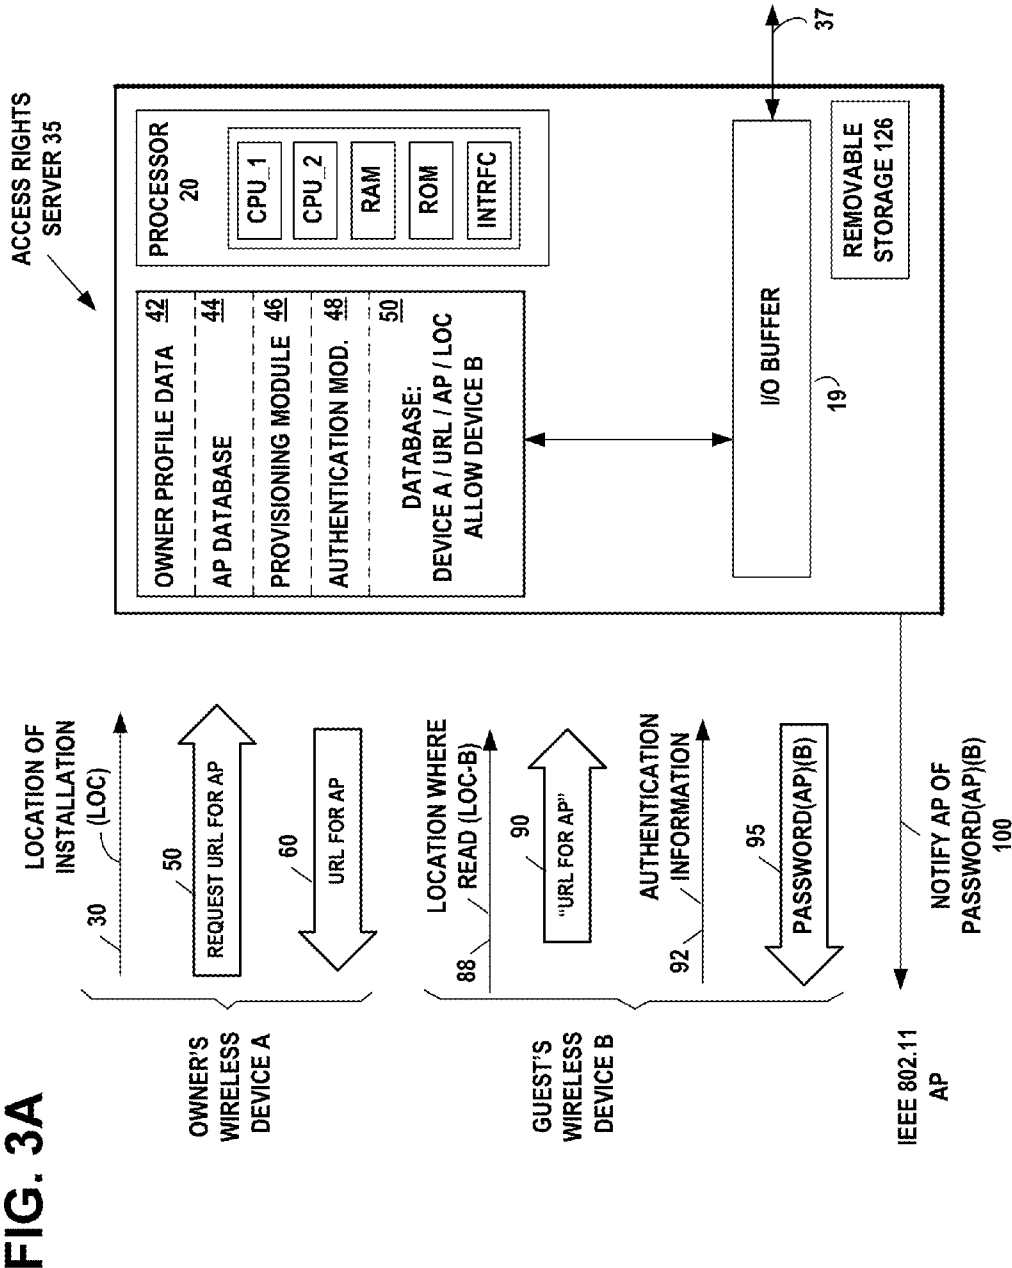 FIG. 3A
ACCESS RIGHTS
SERVER 35
OWNER'S
WIRELESS
DEVICE A
LOCATION OF
INSTALLATION
(LOC)
30
50
REQUEST URL FOR AP
60
URL FOR AP
GUEST'S
WIRELESS
DEVICE B
LOCATION WHERE
READ (LOC-B)
88
90
"URL FOR AP"
AUTHENTICATION
INFORMATION
92
95
PASSWORD(AP)(B)
IEEE 802.11
AP
NOTIFY AP OF
PASSWORD(AP)(B)
100
OWNER PROFILE DATA 42
AP DATABASE 44
PROVISIONING MODULE 46
AUTHENTICATION MOD. 48
50
DATABASE:
DEVICE A / URL / AP / LOC
ALLOW DEVICE B
PROCESSOR
20
CPU_1
CPU_2
RAM
ROM
INTRFC
I/O BUFFER
19
REMOVABLE
STORAGE 126
37